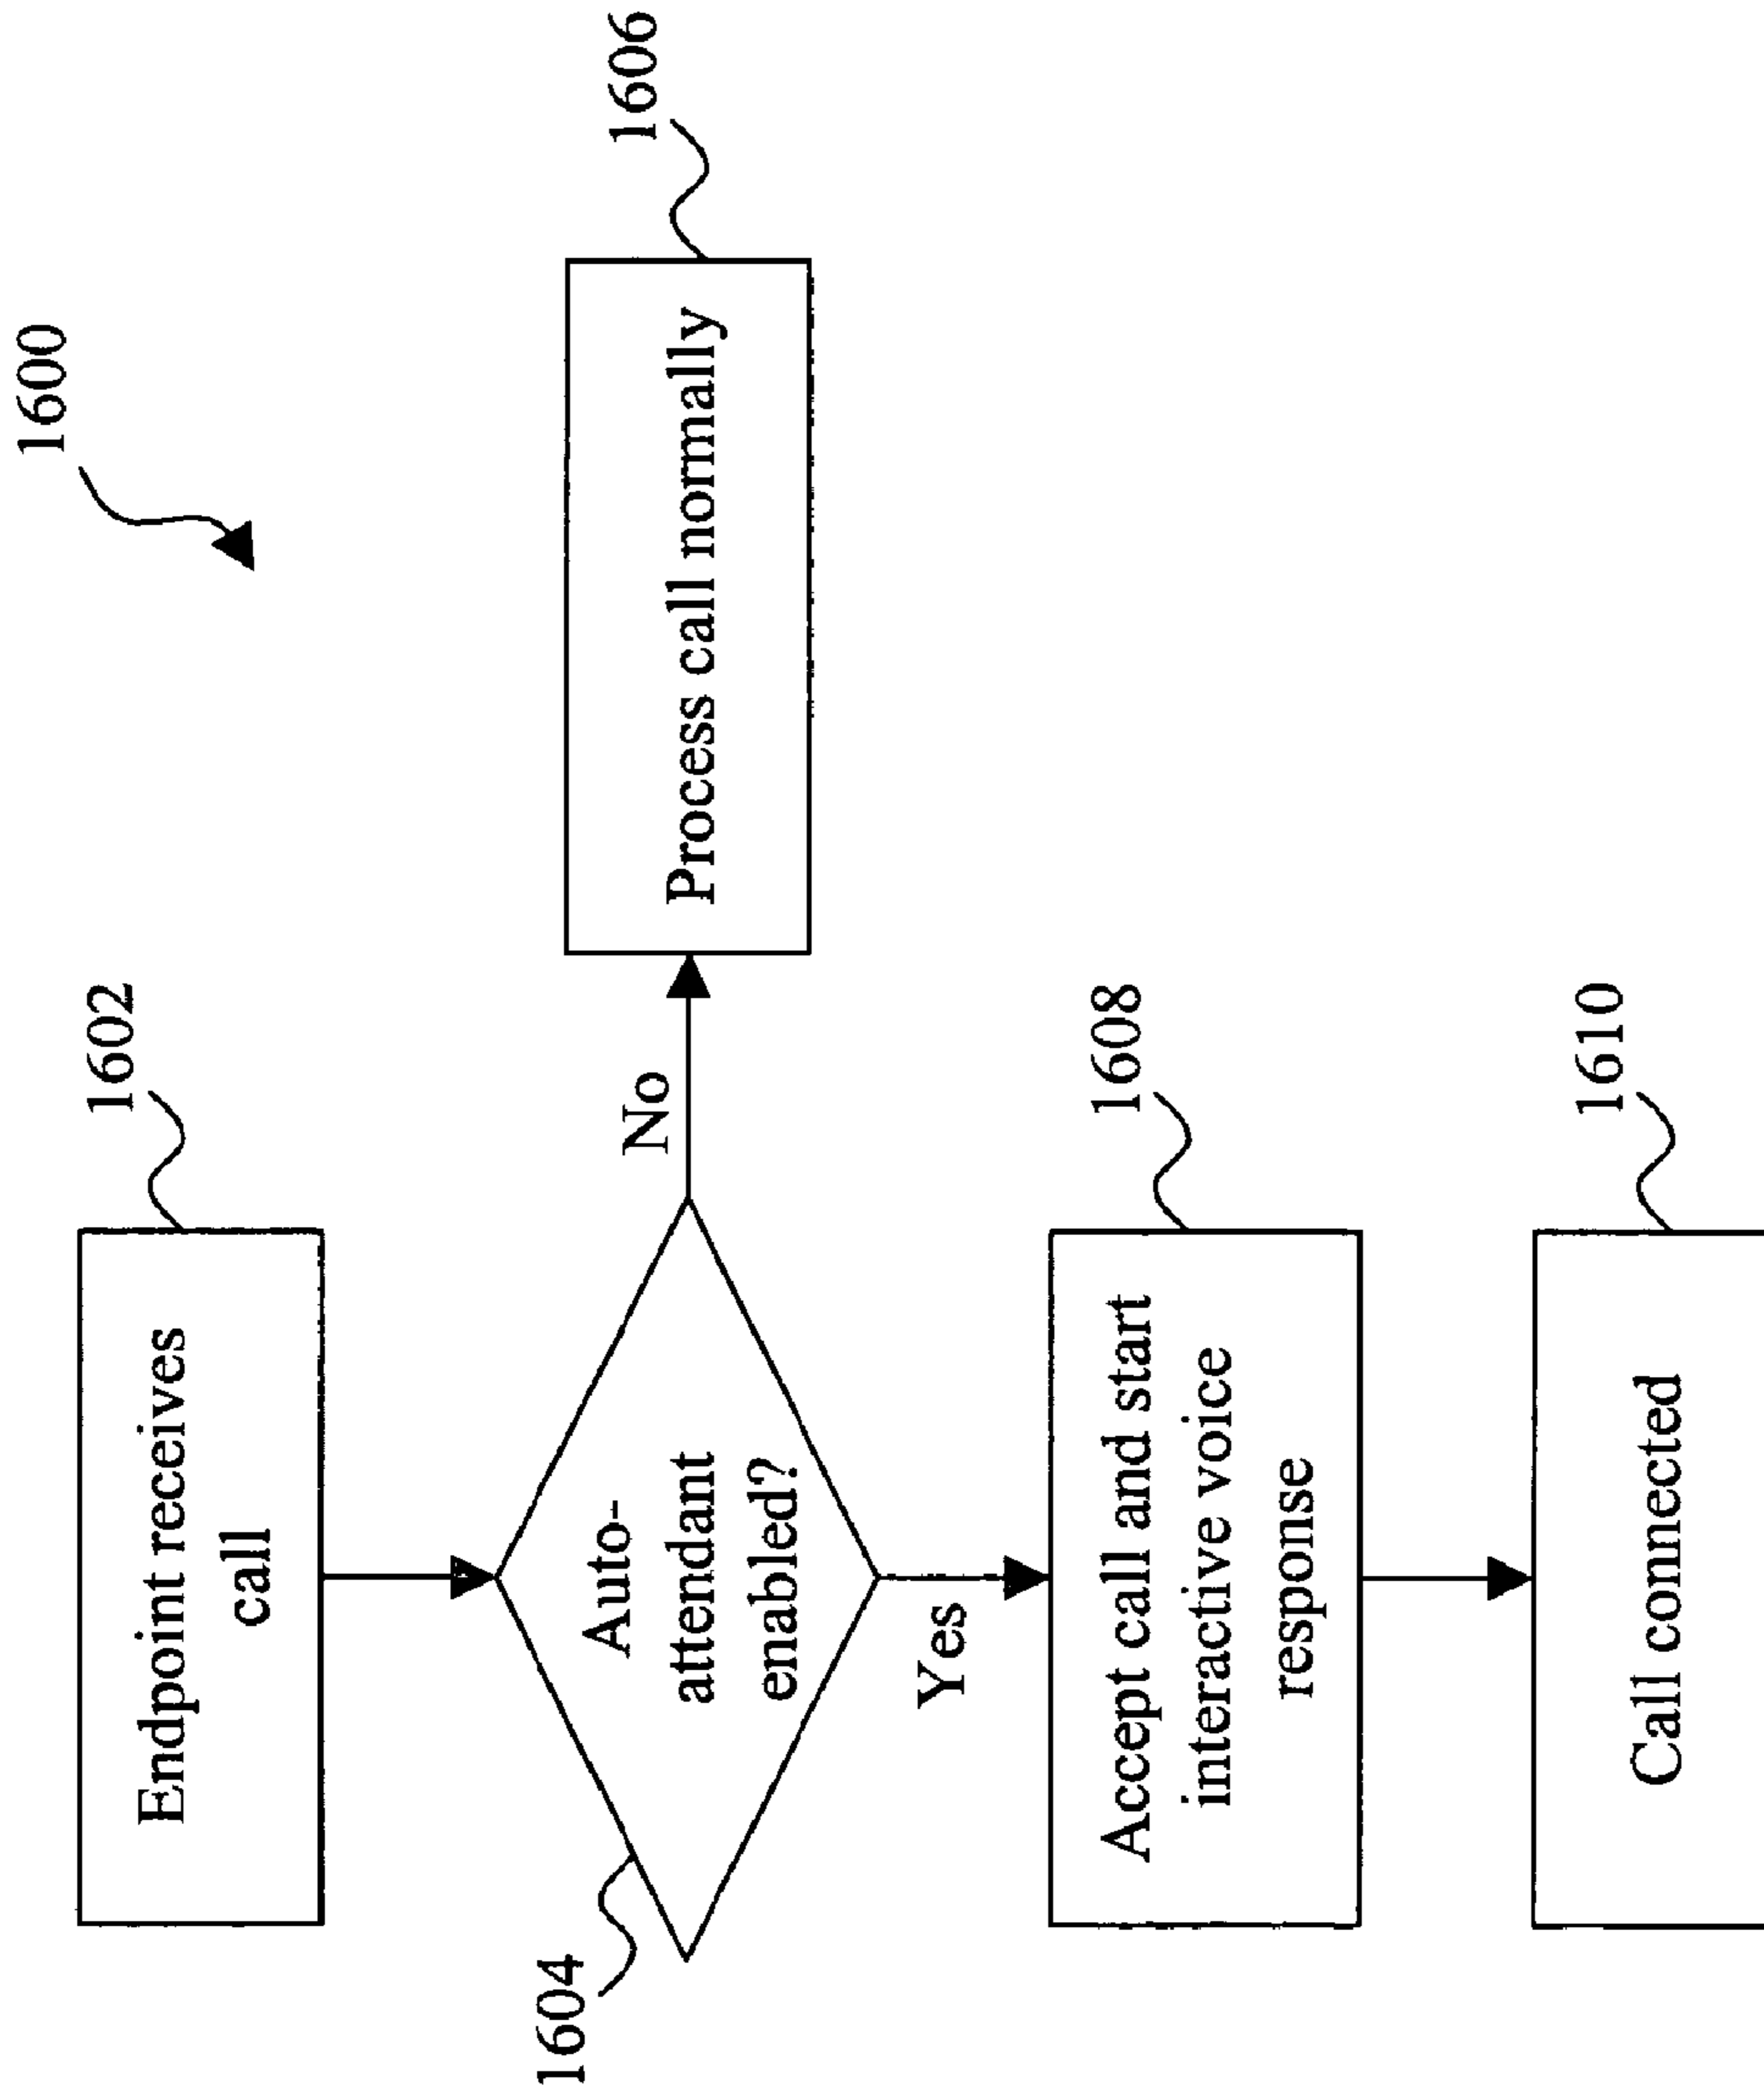 1600
Endpoint receives
call
1602
Auto-
attendant
enabled?
1604
No
Process call normally
1606
Yes
Accept call and start
interactive voice
response
1608
Call connected
1610